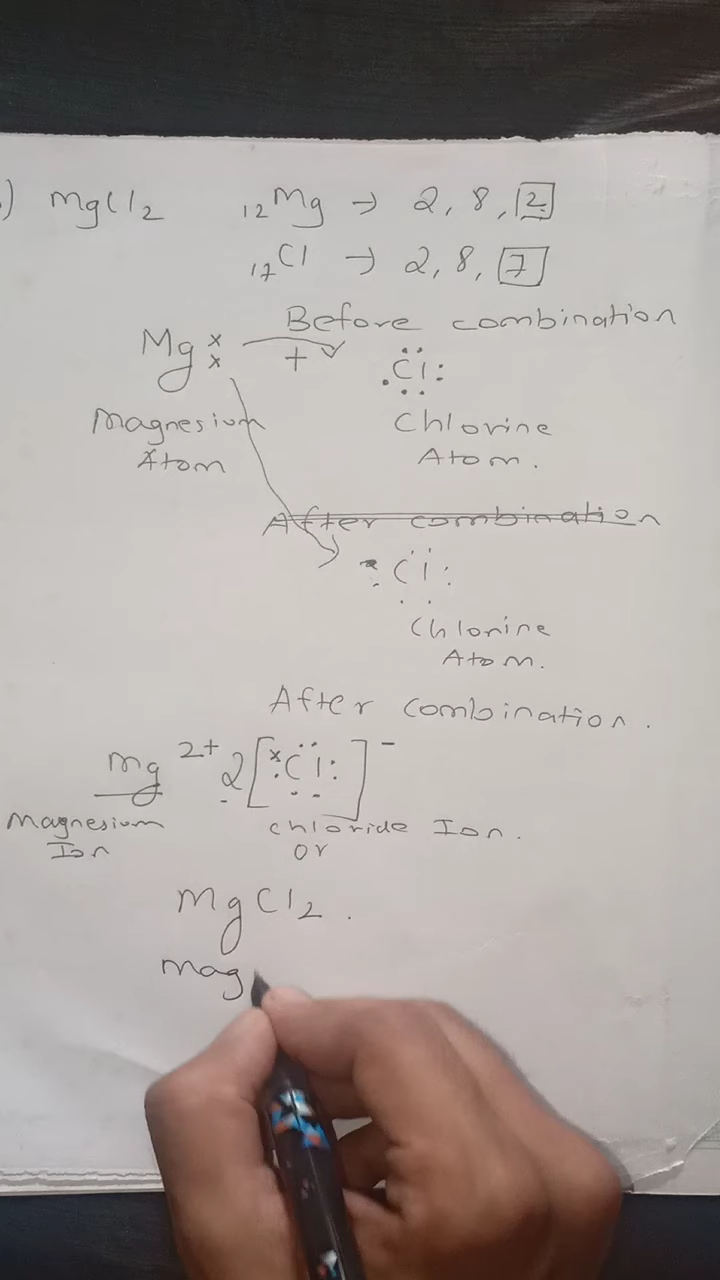 ) MgCl2 12Mg → 2, 8, 2
17Cl → 2, 8, 7
Before combination
Mg xx + Cl
Magnesium Chlorine
Atom Atom.
After combination
Cl
Chlorine
Atom.
After combination.
Mg 2+ 2[x Cl]-
Magnesium chloride Ion.
Ion or
MgCl2.
Mag